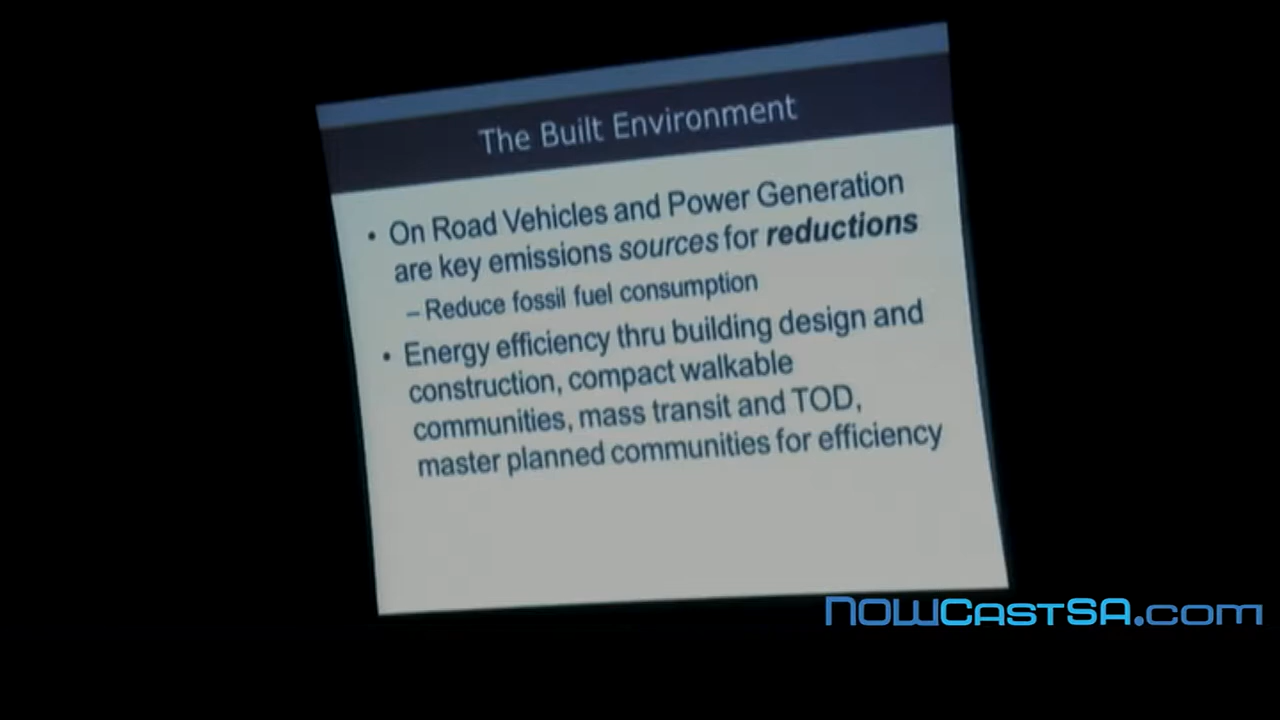 The Built Environment
• On Road Vehicles and Power Generation
are key emissions sources for reductions
– Reduce fossil fuel consumption
• Energy efficiency thru building design and
construction, compact walkable
communities, mass transit and TOD,
master planned communities for efficiency
NOWCastSA.com